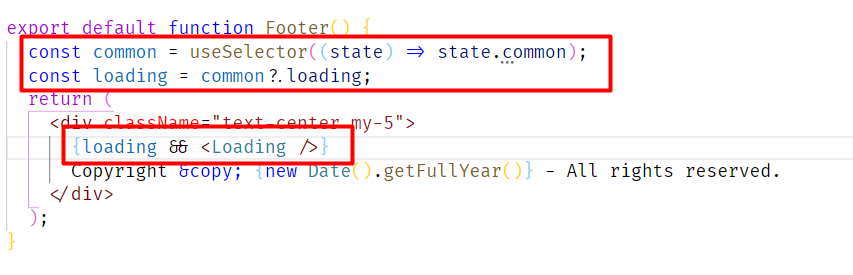 export default function Footer() {
const common = useSelector((state) => state.common);
const loading = common?.loading;
return (
<div className="text-center my-5">
{loading && <Loading />}
Copyright &copy; {new Date().getFullYear()} - All rights reserved.
</div>
);
}